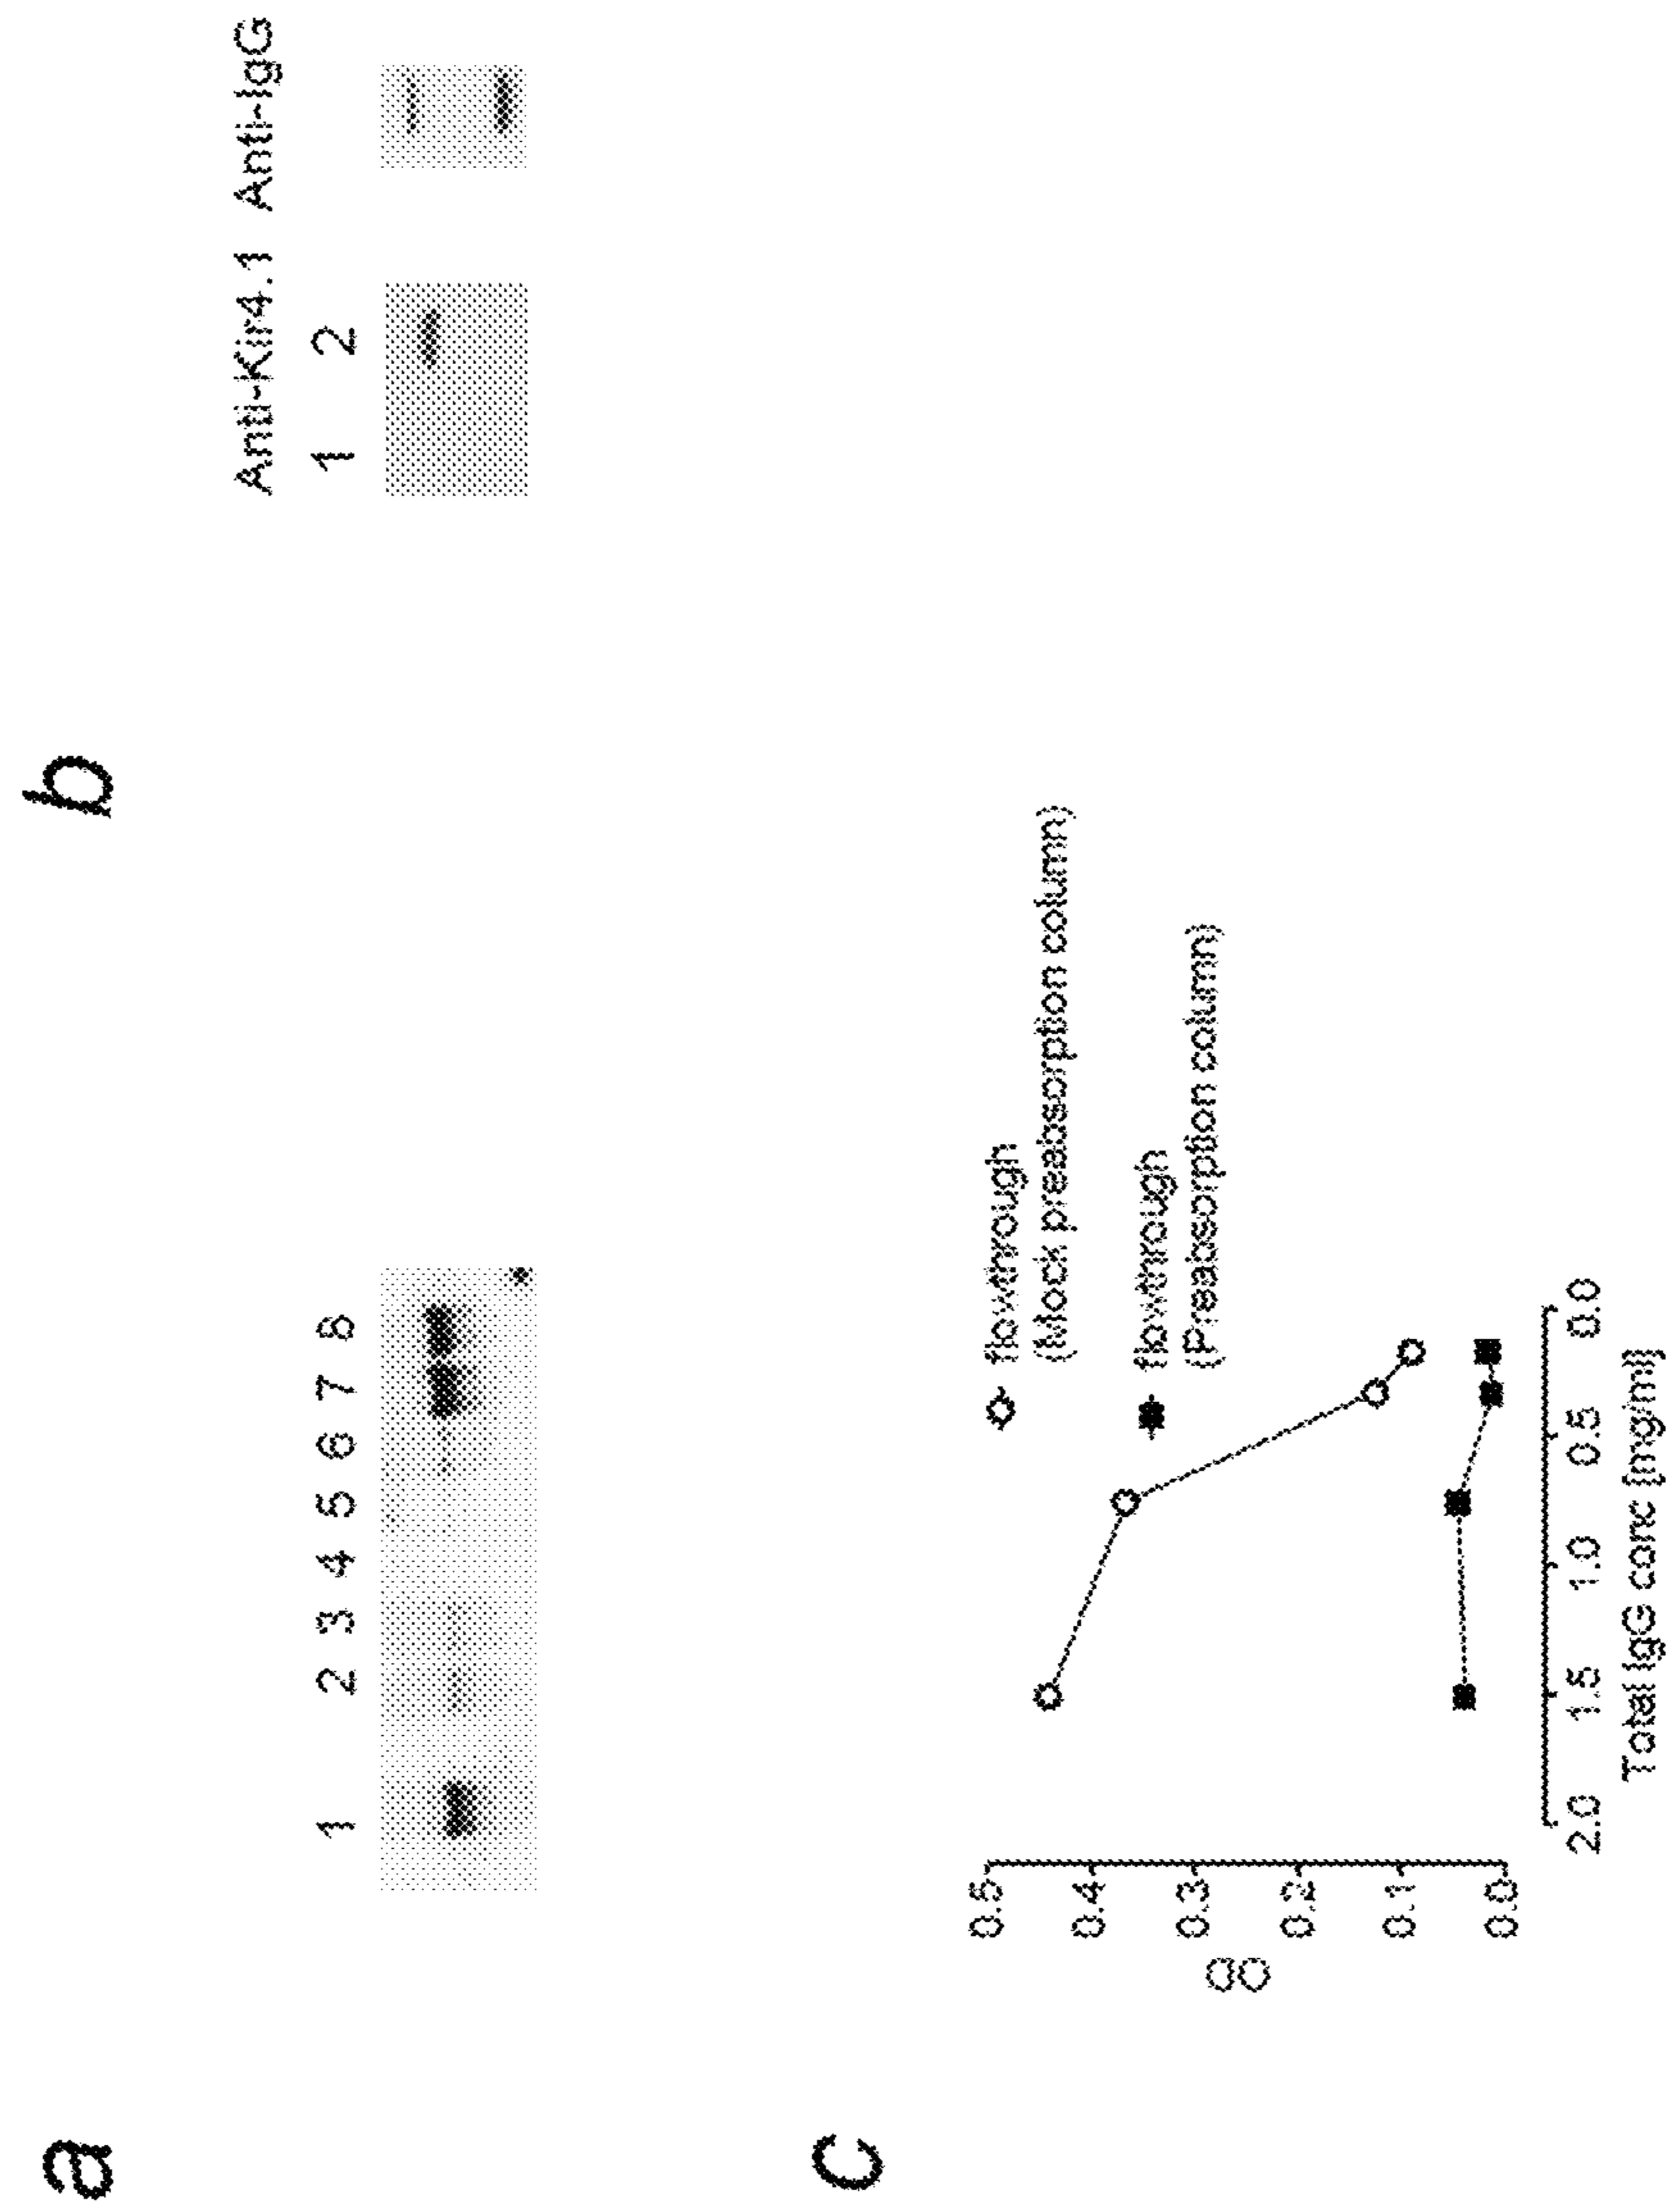 a
1 2 3 4 5 6 7 8
b
Anti-Kir4.1 Anti-IgG
1 2
c
0.5
0.4
0.3
0.2
0.1
0.0
OD
flowthrough
(Mock preabsorption column)
flowthrough
(Preabsorption column)
2.0 1.5 1.0 0.5 0.0
Total IgG conc [mg/ml]